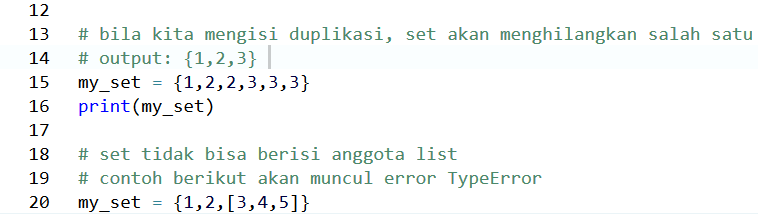 12
13 # bila kita mengisi duplikasi, set akan menghilangkan salah satu
14 # output: {1,2,3}
15 my_set = {1,2,2,3,3,3}
16 print(my_set)
17
18 # set tidak bisa berisi anggota list
19 # contoh berikut akan muncul error TypeError
20 my_set = {1,2,[3,4,5]}